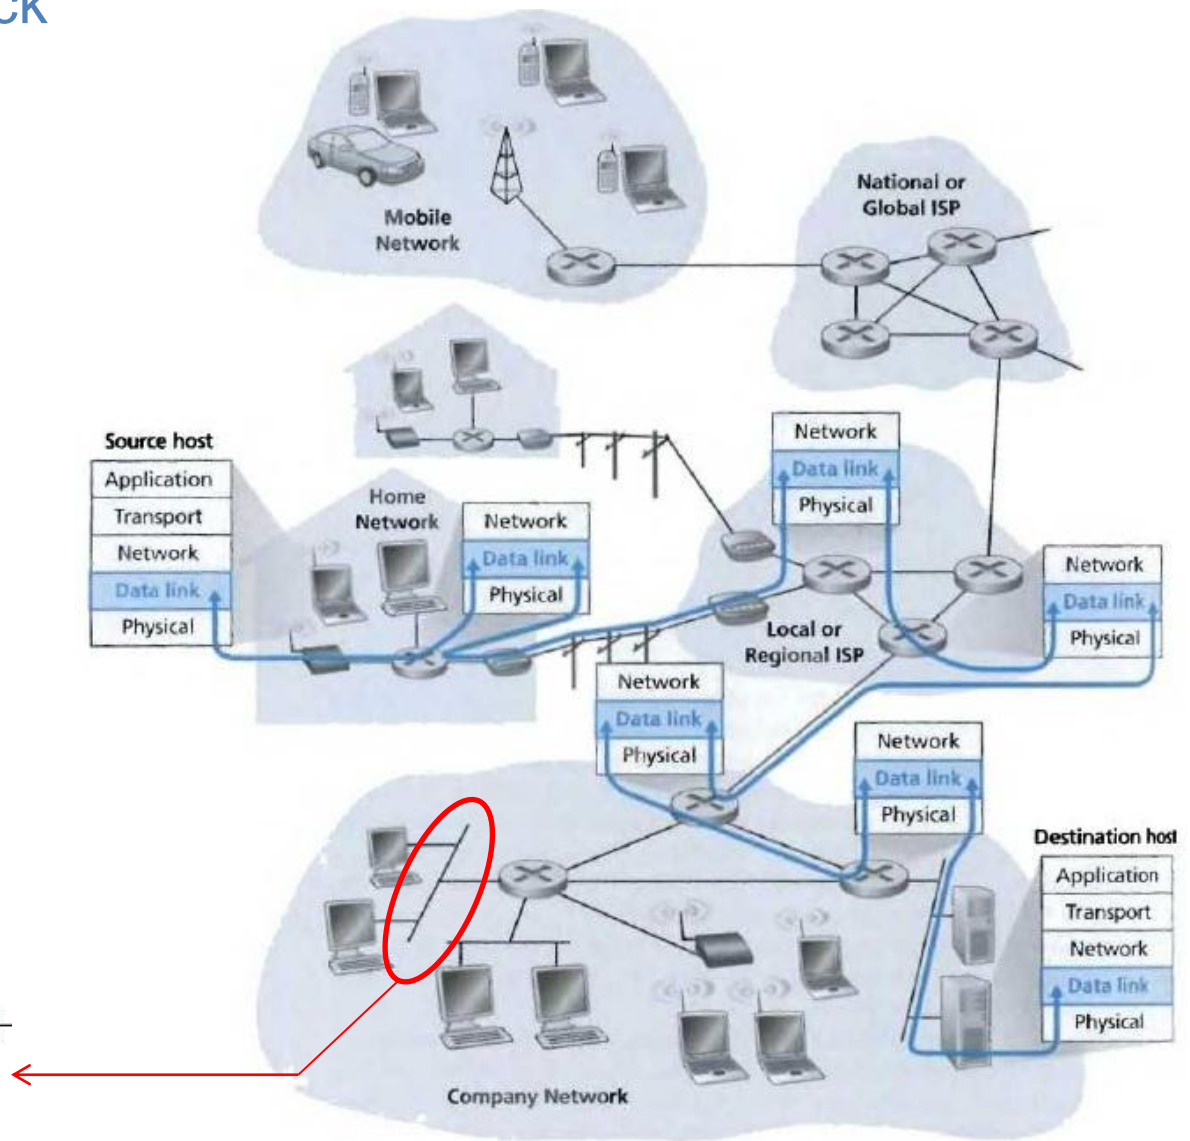 CK
Mobile
Network
National or
Global ISP
Source host
Application
Transport
Network
Data link
Physical
Home
Network
Network
Data link
Physical
Network
Data link
Physical
Local or
Regional ISP
Network
Data link
Physical
Network
Data link
Physical
Network
Data link
Physical
Destination host
Application
Transport
Network
Data link
Physical
Company Network